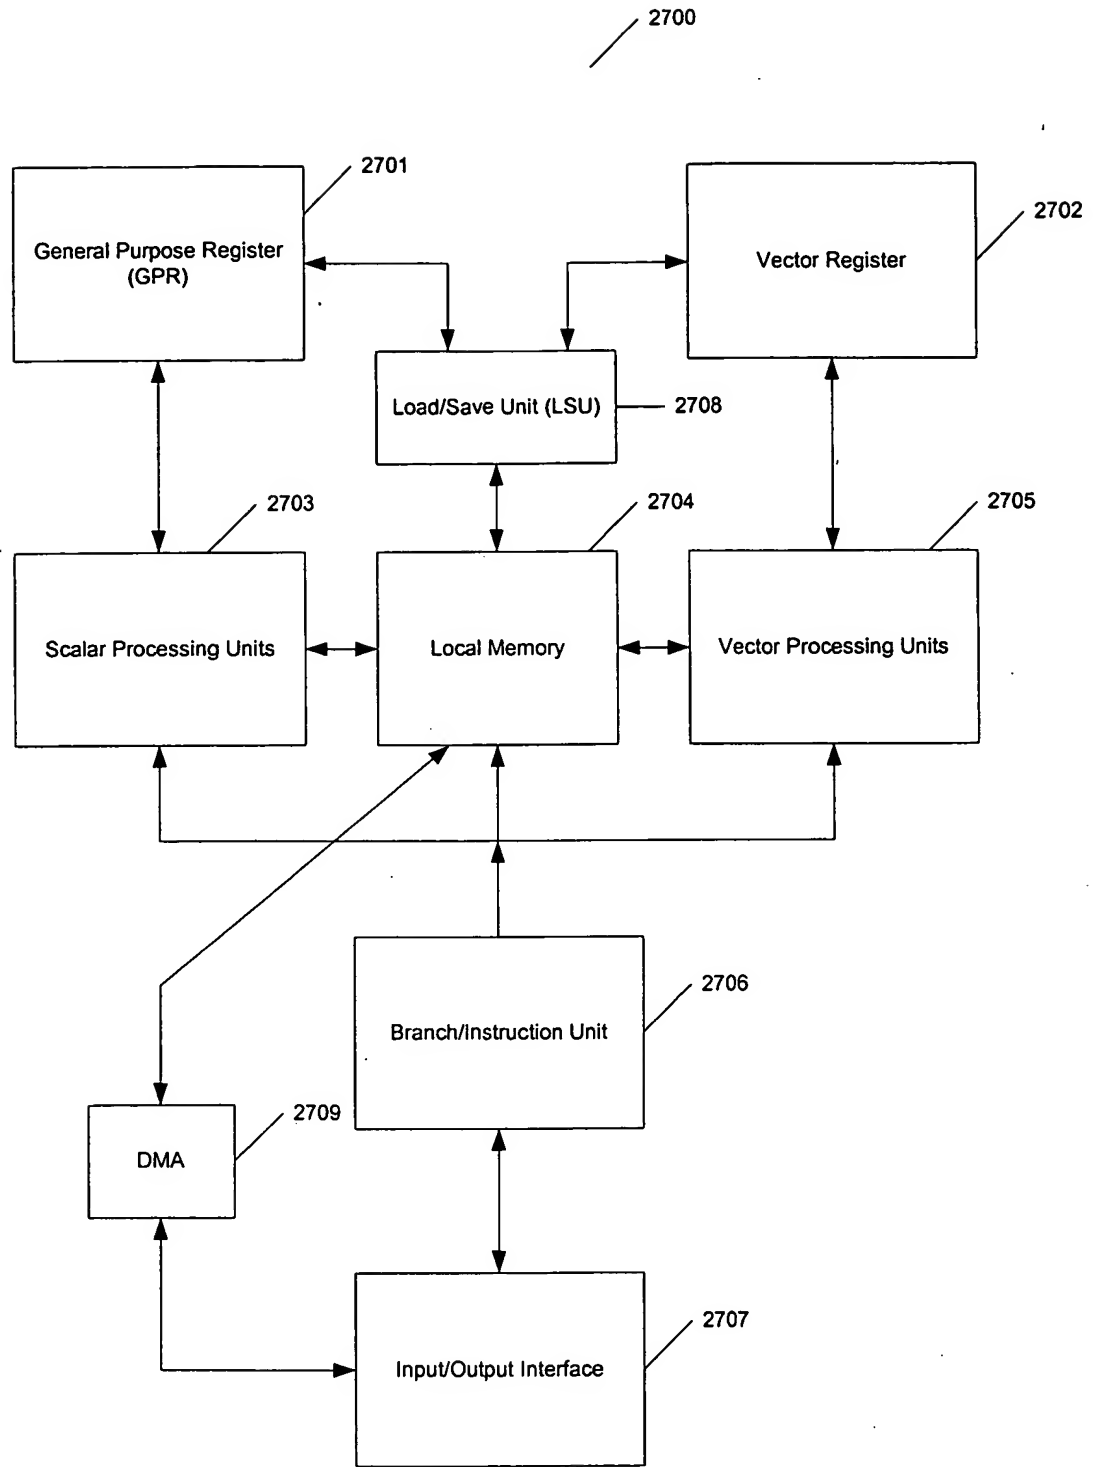 2700
2701
General Purpose Register
(GPR)
2702
Vector Register
Load/Save Unit (LSU)
2708
2703
Scalar Processing Units
2704
Local Memory
2705
Vector Processing Units
2706
Branch/Instruction Unit
2709
DMA
2707
Input/Output Interface